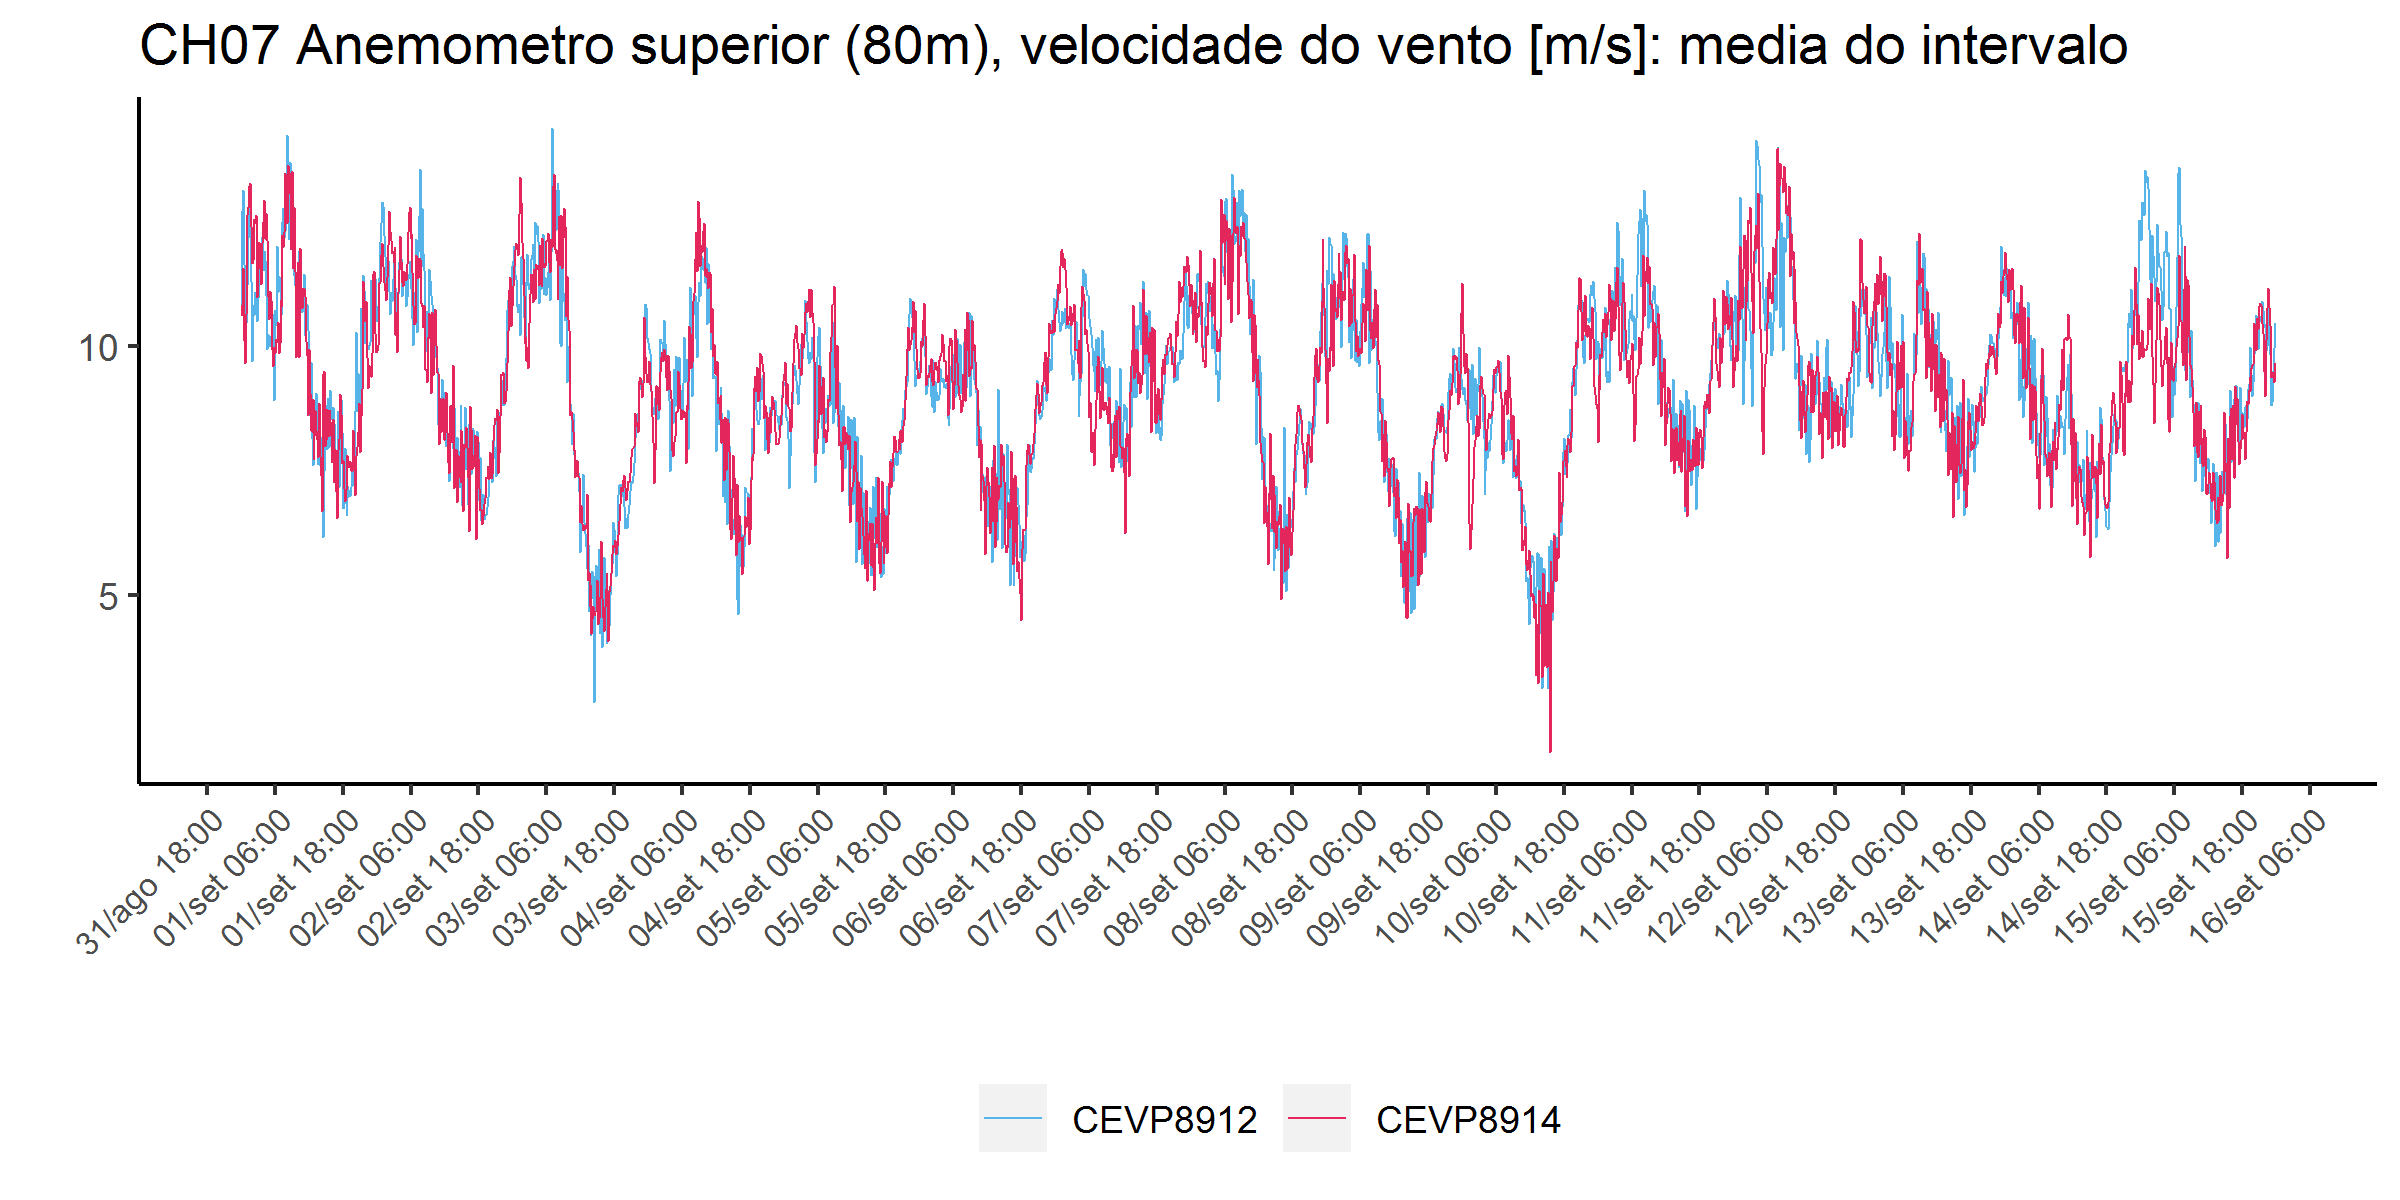 CH07 Anemometro superior (80m), velocidade do vento [m/s]: media do intervalo
10
5
31/ago 18:00
01/set 06:00
01/set 18:00
02/set 06:00
02/set 18:00
03/set 06:00
03/set 18:00
04/set 06:00
04/set 18:00
05/set 06:00
05/set 18:00
06/set 06:00
06/set 18:00
07/set 06:00
07/set 18:00
08/set 06:00
08/set 18:00
09/set 06:00
09/set 18:00
10/set 06:00
10/set 18:00
11/set 06:00
11/set 18:00
12/set 06:00
12/set 18:00
13/set 06:00
13/set 18:00
14/set 06:00
14/set 18:00
15/set 06:00
15/set 18:00
16/set 06:00
CEVP8912
CEVP8914